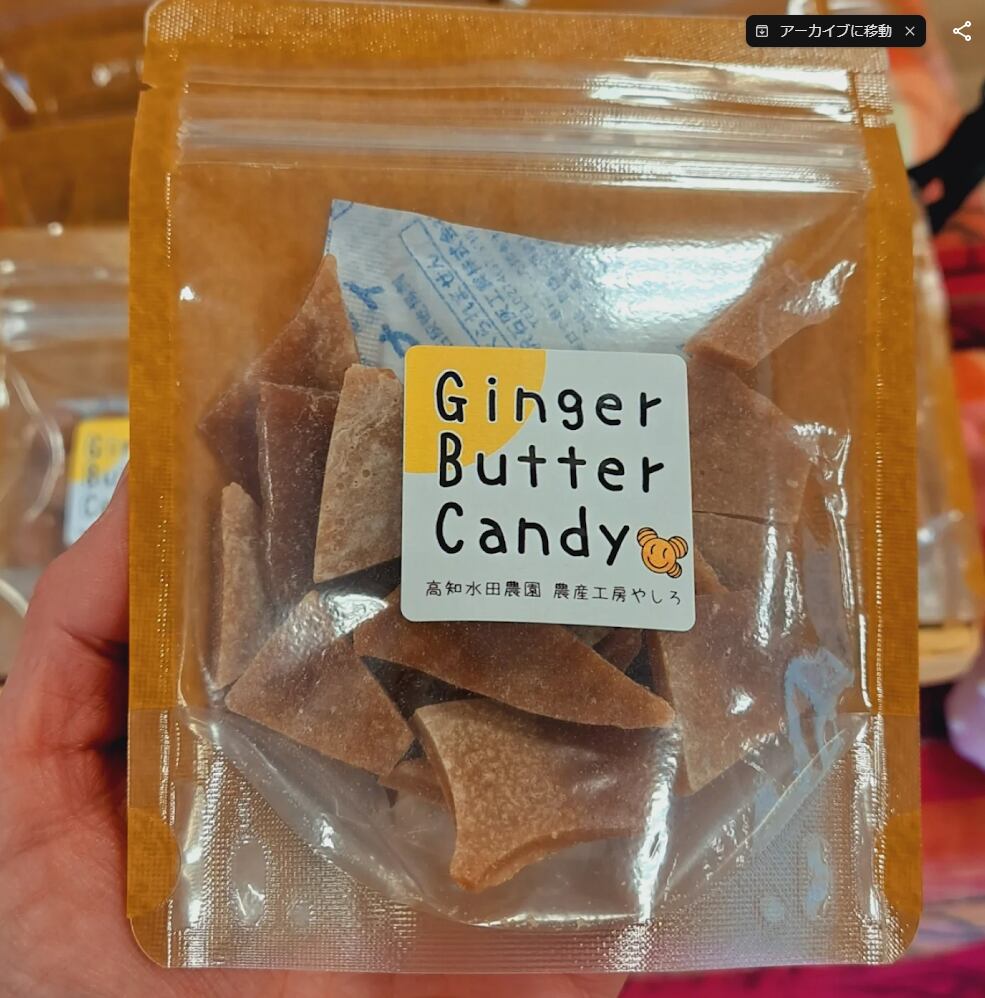 アーカイブに移動
Ginger
Butter
Candy
高知水田農園 農産工房やしろ